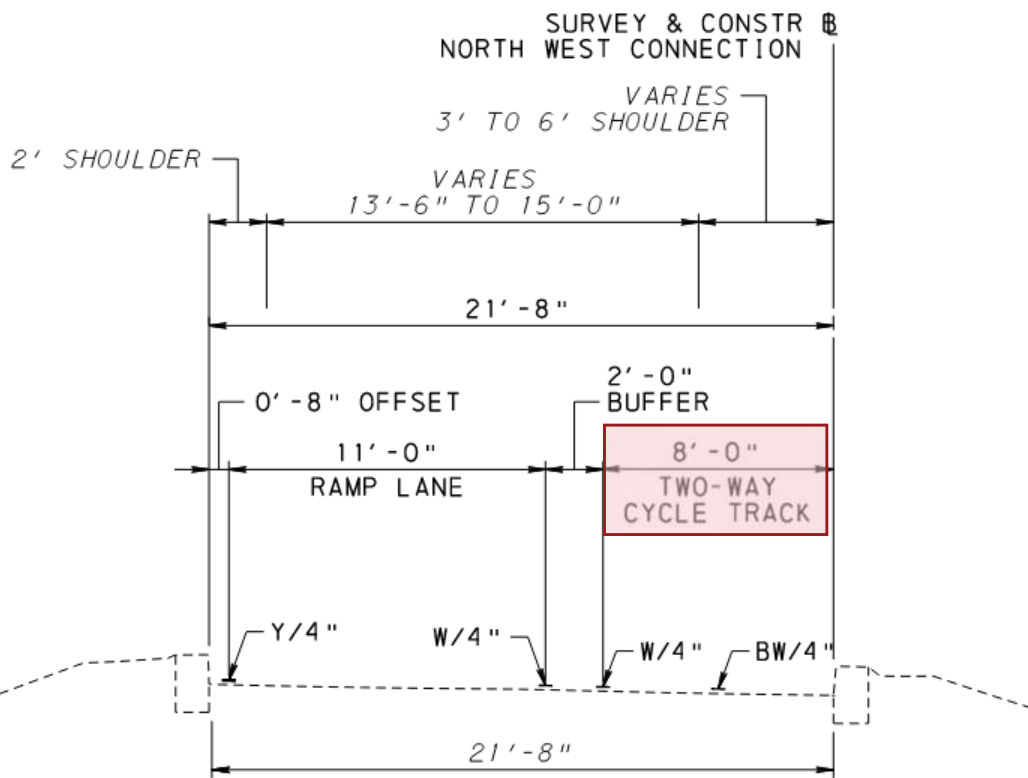 SURVEY & CONSTR ℄
NORTH WEST CONNECTION
VARIES
3' TO 6' SHOULDER
2' SHOULDER
VARIES
13'-6" TO 15'-0"
21'-8"
2'-0"
BUFFER
0'-8" OFFSET
11'-0"
RAMP LANE
8'-0"
TWO-WAY
CYCLE TRACK
Y/4"
W/4"
W/4"
BW/4"
21'-8"